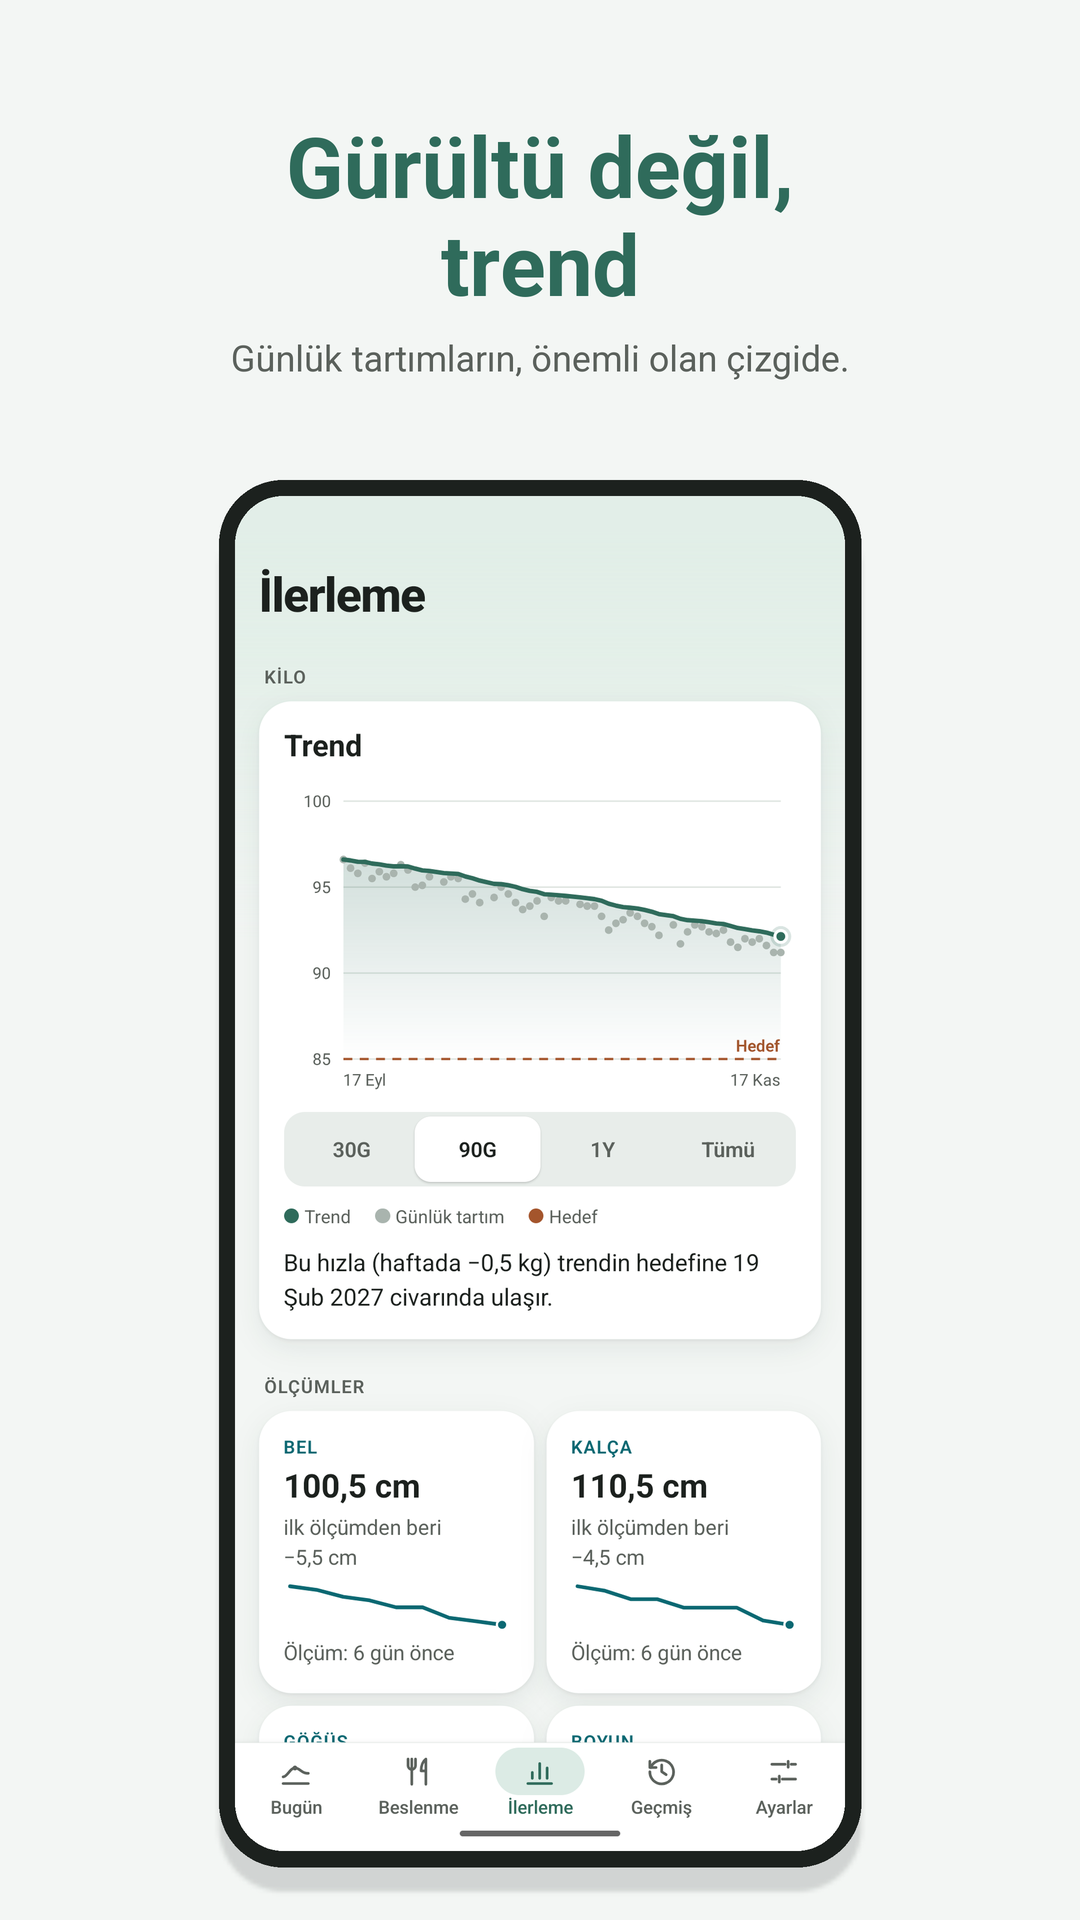 Gürültü değil,
trend
Günlük tartımların, önemli olan çizgide.
İlerleme
KİLO
Trend
100
95
90
85
Hedef
17 Eyl
17 Kas
30G
90G
1Y
Tümü
Trend
Günlük tartım
Hedef
Bu hızla (haftada −0,5 kg) trendin hedefine 19
Şub 2027 civarında ulaşır.
ÖLÇÜMLER
BEL
100,5 cm
ilk ölçümden beri
−5,5 cm
Ölçüm: 6 gün önce
KALÇA
110,5 cm
ilk ölçümden beri
−4,5 cm
Ölçüm: 6 gün önce
GÖĞÜS
BOYUN
Bugün
Beslenme
İlerleme
Geçmiş
Ayarlar